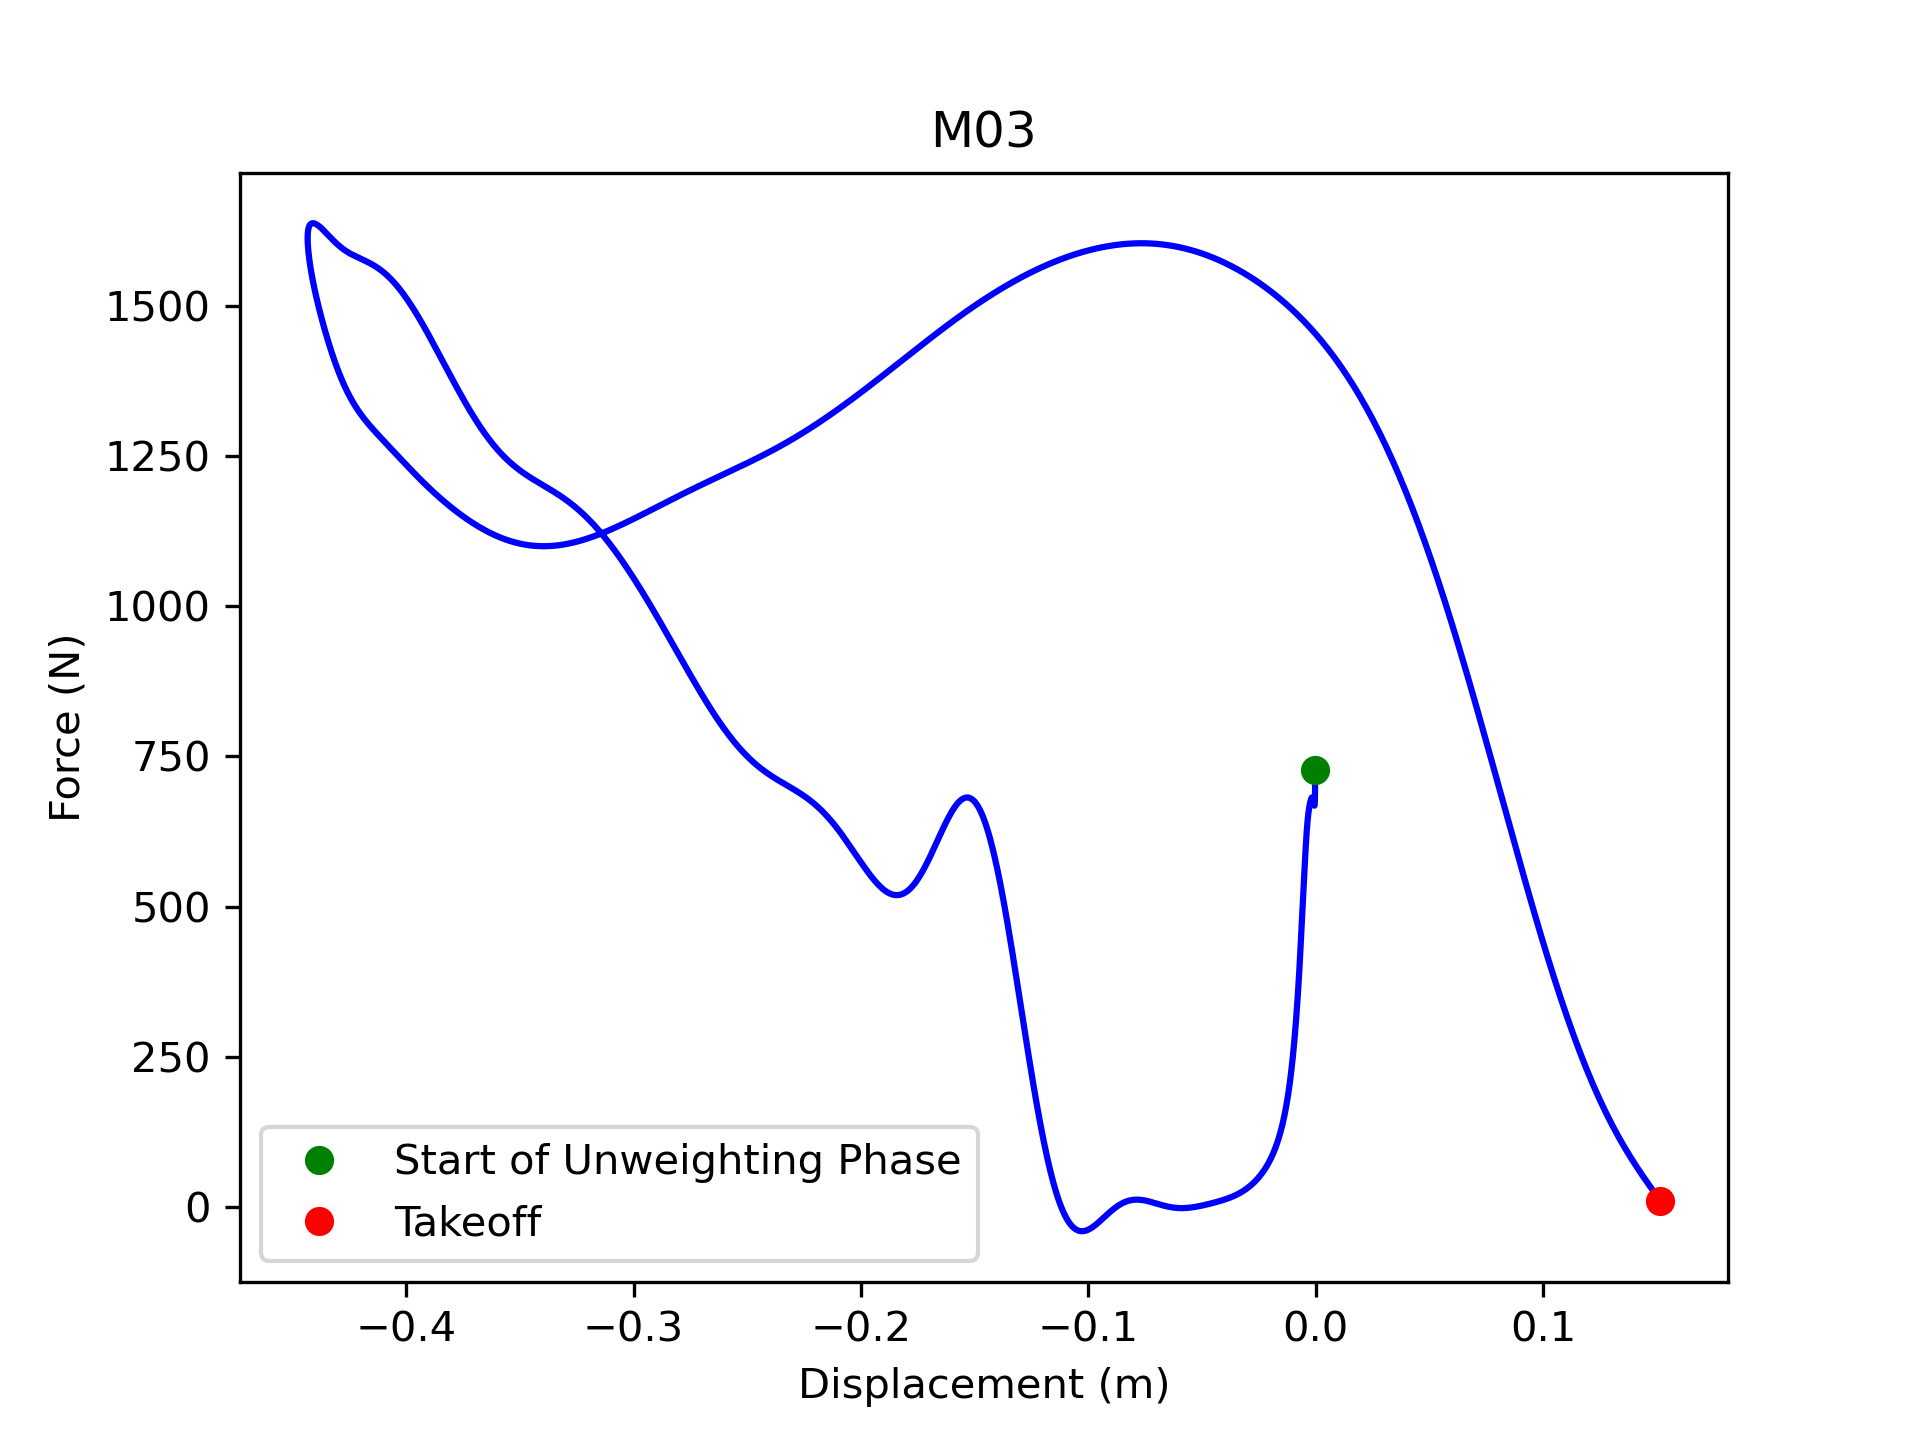 M03
Force (N)
1500
1250
1000
750
500
250
0
Start of Unweighting Phase
Takeoff
−0.4 −0.3 −0.2 −0.1 0.0 0.1
Displacement (m)